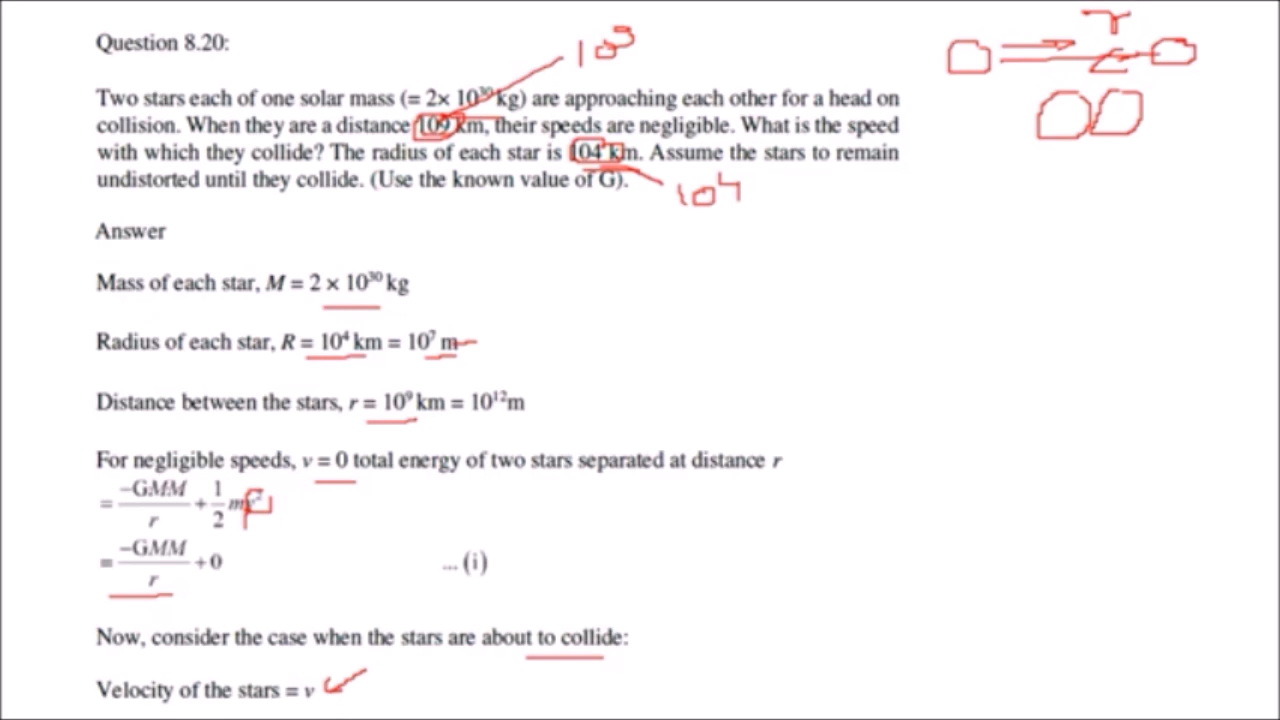 Question 8.20:
10⁹
r
Two stars each of one solar mass (= 2× 10³⁰ kg) are approaching each other for a head on
collision. When they are a distance 109 km, their speeds are negligible. What is the speed
with which they collide? The radius of each star is 104 km. Assume the stars to remain
undistorted until they collide. (Use the known value of G).
10⁴
Answer
Mass of each star, M = 2 × 10³⁰ kg
Radius of each star, R = 10⁴ km = 10⁷ m
Distance between the stars, r = 10⁹ km = 10¹²m
For negligible speeds, v = 0 total energy of two stars separated at distance r
= −GMM/r + 1/2 mv²
= −GMM/r + 0 ... (i)
Now, consider the case when the stars are about to collide:
Velocity of the stars = v